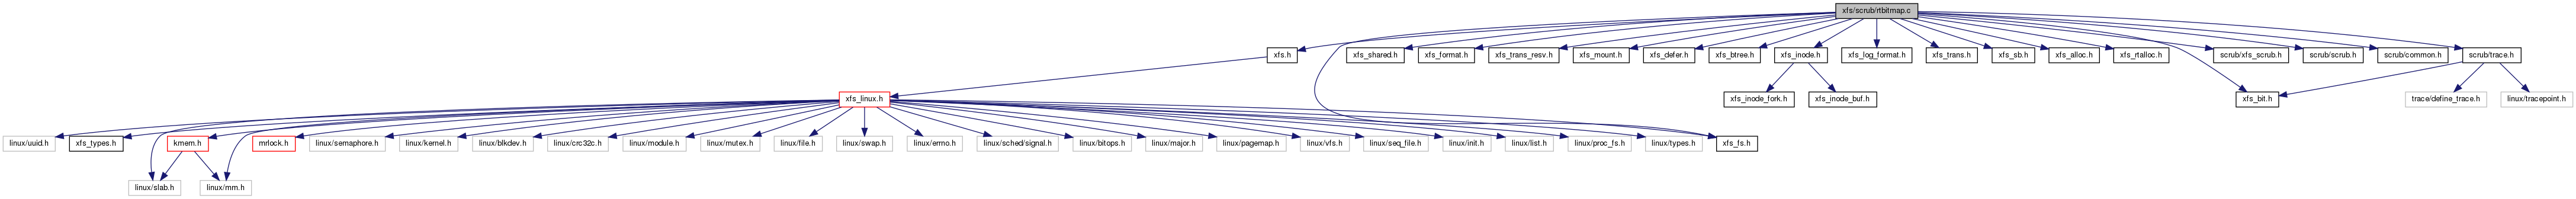 xfs/scrub/rtbitmap.c
xfs.h
xfs_shared.h
xfs_format.h
xfs_trans_resv.h
xfs_mount.h
xfs_defer.h
xfs_btree.h
xfs_inode.h
xfs_log_format.h
xfs_trans.h
xfs_sb.h
xfs_alloc.h
xfs_rtalloc.h
scrub/xfs_scrub.h
scrub/scrub.h
scrub/common.h
scrub/trace.h
xfs_linux.h
xfs_inode_fork.h
xfs_inode_buf.h
xfs_bit.h
trace/define_trace.h
linux/tracepoint.h
linux/uuid.h
xfs_types.h
kmem.h
mrlock.h
linux/semaphore.h
linux/kernel.h
linux/blkdev.h
linux/crc32c.h
linux/module.h
linux/mutex.h
linux/file.h
linux/swap.h
linux/errno.h
linux/sched/signal.h
linux/bitops.h
linux/major.h
linux/pagemap.h
linux/vfs.h
linux/seq_file.h
linux/init.h
linux/list.h
linux/proc_fs.h
linux/types.h
xfs_fs.h
linux/slab.h
linux/mm.h